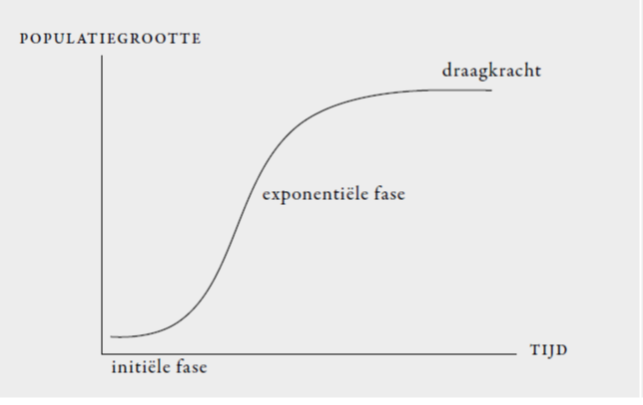 POPULATIEGROOTTE
draagkracht
exponentiële fase
TIJD
initiële fase